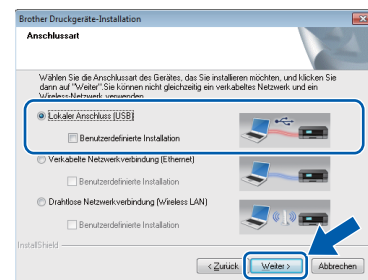 Brother Druckgeräte-Installation
Anschlussart
Wählen Sie die Anschlussart des Gerätes, das Sie installieren möchten, und klicken Sie
dann auf "Weiter".Sie können nicht gleichzeitig ein verkabeltes Netzwerk und ein
Wireless-Netzwerk verwenden
Lokaler Anschluss (USB)
Benutzerdefinierte Installation
Verkabelte Netzwerkverbindung (Ethernet)
Benutzerdefinierte Installation
Drahtlose Netzwerkverbindung (Wireless LAN)
Benutzerdefinierte Installation
InstallShield
< Zurück Weiter > Abbrechen